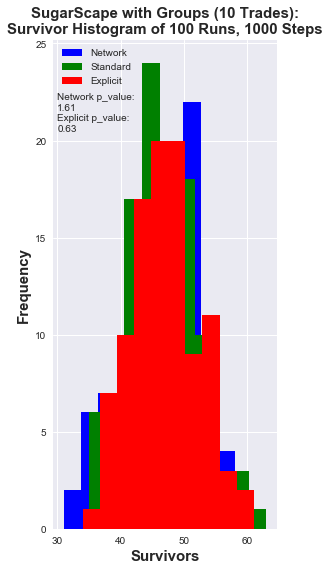 SugarScape with Groups (10 Trades):
Survivor Histogram of 100 Runs, 1000 Steps
Network
Standard
Explicit
Network p_value:
1.61
Explicit p_value:
0.63
25
20
15
10
5
0
Frequency
30 40 50 60
Survivors